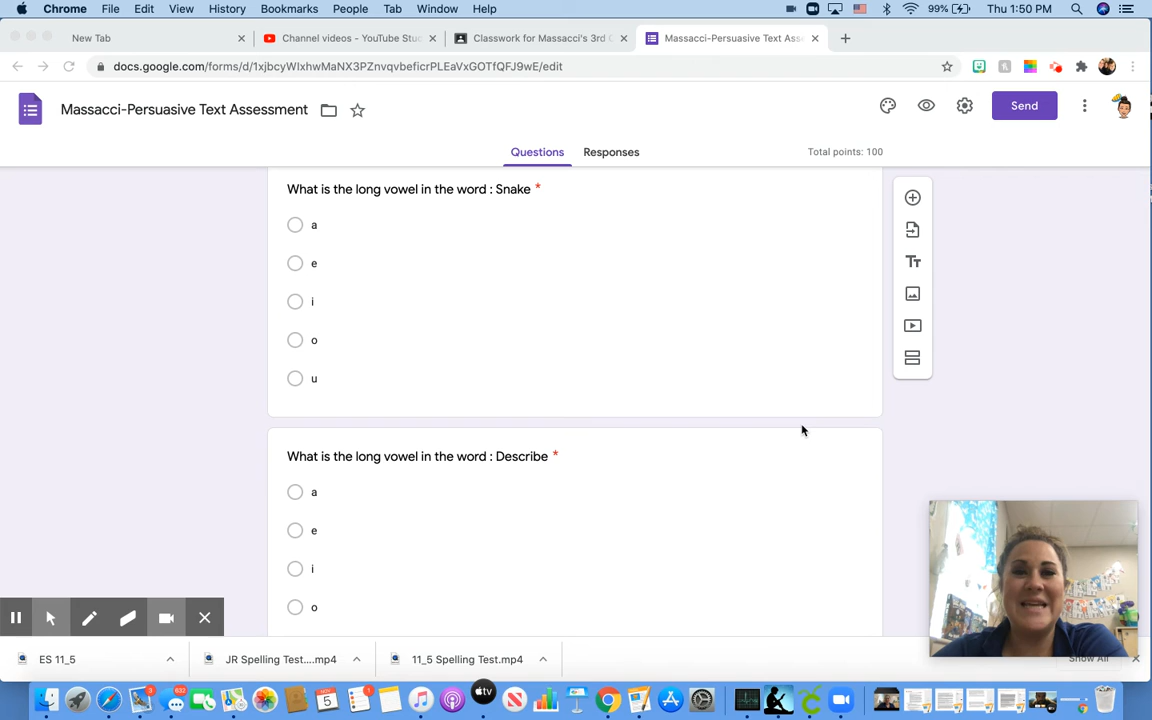 Chrome File Edit View History Bookmarks People Tab Window Help 99% Thu 1:50 PM
New Tab Channel videos - YouTube Stu Classwork for Massacci's 3rd Massacci-Persuasive Text Ass
docs.google.com/forms/d/1xjbcyWIxhwMaNX3PZnvqvbeficrPLEaVxGOTfQFJ9wE/edit
Massacci-Persuasive Text Assessment Send
Questions Responses Total points: 100
What is the long vowel in the word : Snake *
a
e
i
o
u
What is the long vowel in the word : Describe *
a
e
i
o
ES 11_5 JR Spelling Test....mp4 11_5 Spelling Test.mp4 Show All